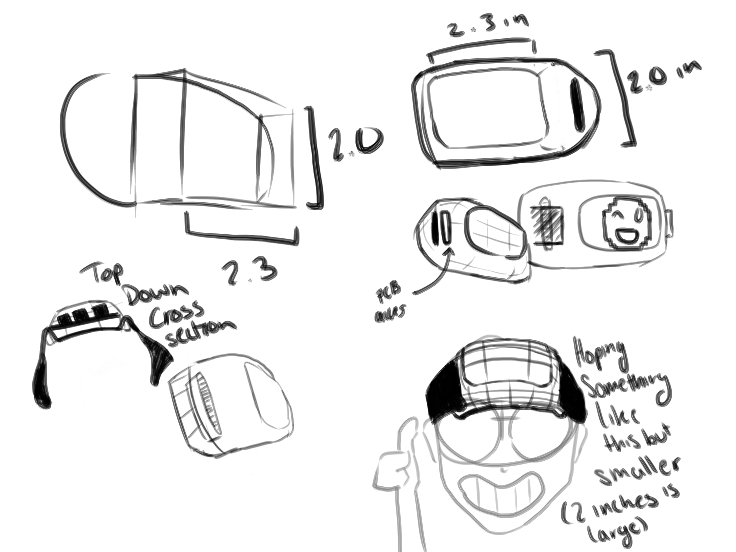 2.3 in
2.0 in
2.0
2.3
PCB
Top
Down
Cross
section
Hoping
Something
like
this but
smaller
(2 inches is
large)